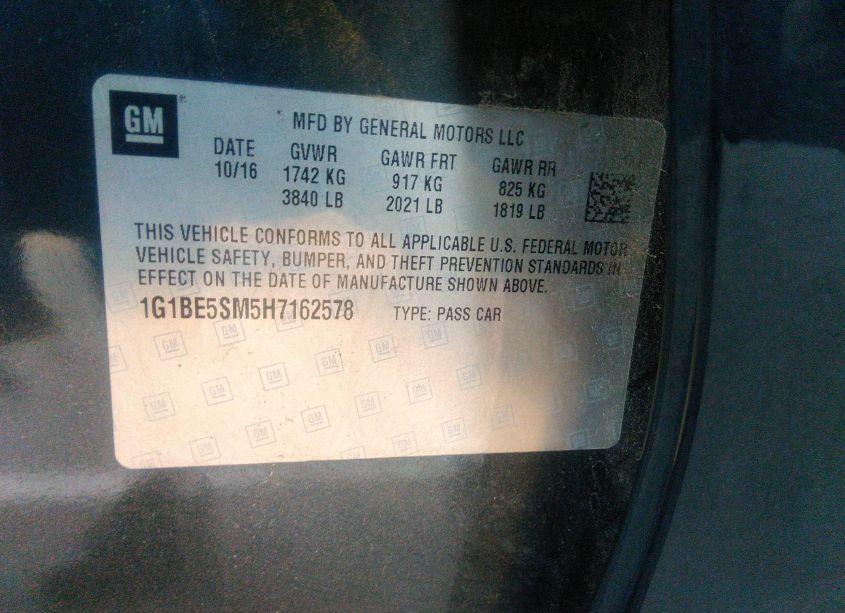 GM®
MFD BY GENERAL MOTORS LLC
DATE GVWR GAWR FRT GAWR RR
10/16 1742 KG 917 KG 825 KG
3840 LB 2021 LB 1819 LB
THIS VEHICLE CONFORMS TO ALL APPLICABLE U.S. FEDERAL MOTOR
VEHICLE SAFETY, BUMPER, AND THEFT PREVENTION STANDARDS IN
EFFECT ON THE DATE OF MANUFACTURE SHOWN ABOVE.
1G1BE5SM5H7162578 TYPE: PASS CAR